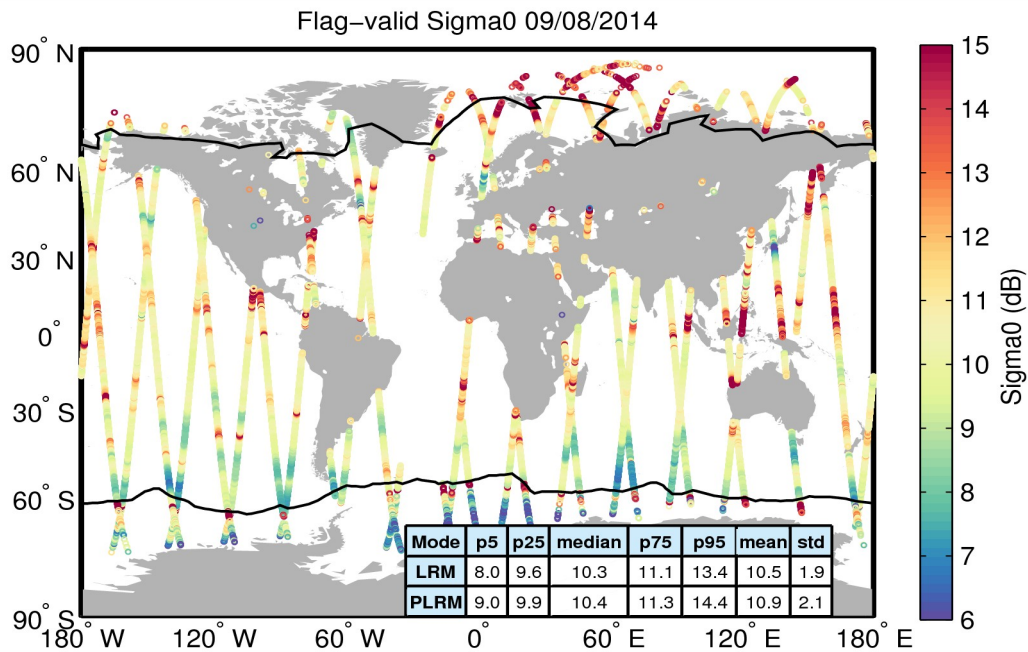 Flag−valid Sigma0 09/08/2014
90° N
60° N
30° N
0°
30° S
60° S
90° S
180° W
120° W
60° W
0°
60° E
120° E
180° E
15
14
13
12
11
10
9
8
7
6
Sigma0 (dB)
Mode p5 p25 median p75 p95 mean std
LRM 8.0 9.6 10.3 11.1 13.4 10.5 1.9
PLRM 9.0 9.9 10.4 11.3 14.4 10.9 2.1